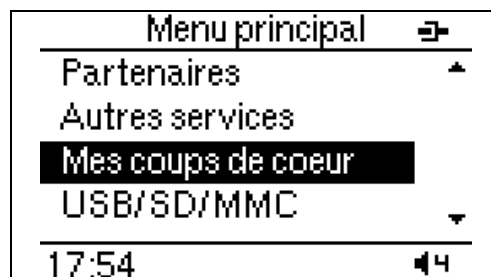 Menu principal
Partenaires
Autres services
Mes coups de coeur
USB/SD/MMC
17:54 4